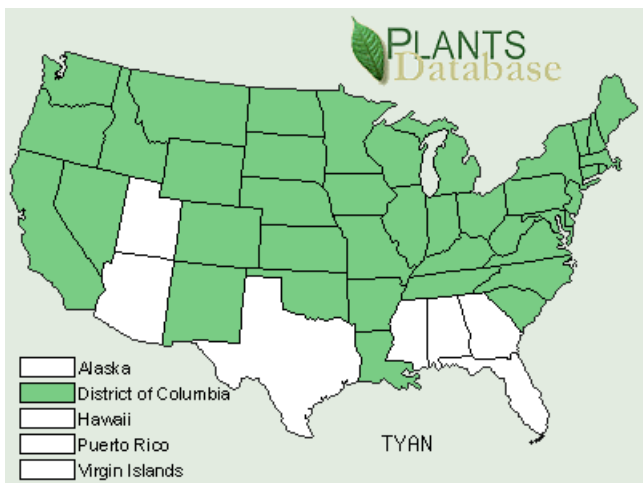 PLANTS
Database
Alaska
District of Columbia
Hawaii
Puerto Rico
Virgin Islands
TYAN